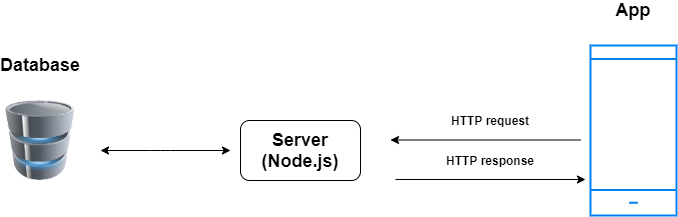 App
Database
HTTP request
Server
(Node.js)
HTTP response